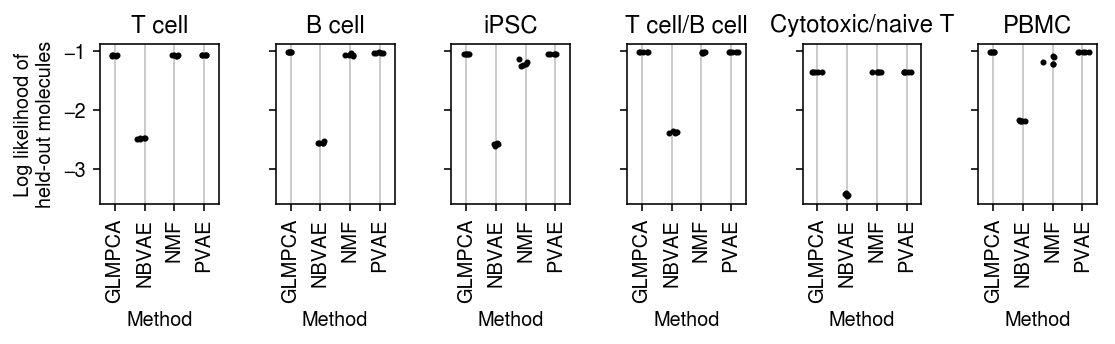 T cell
B cell
iPSC
T cell/B cell
Cytotoxic/naive T
PBMC
Log likelihood of
held-out molecules
−1
−2
−3
GLMPCA
NBVAE
NMF
PVAE
GLMPCA
NBVAE
NMF
PVAE
GLMPCA
NBVAE
NMF
PVAE
GLMPCA
NBVAE
NMF
PVAE
GLMPCA
NBVAE
NMF
PVAE
GLMPCA
NBVAE
NMF
PVAE
Method
Method
Method
Method
Method
Method